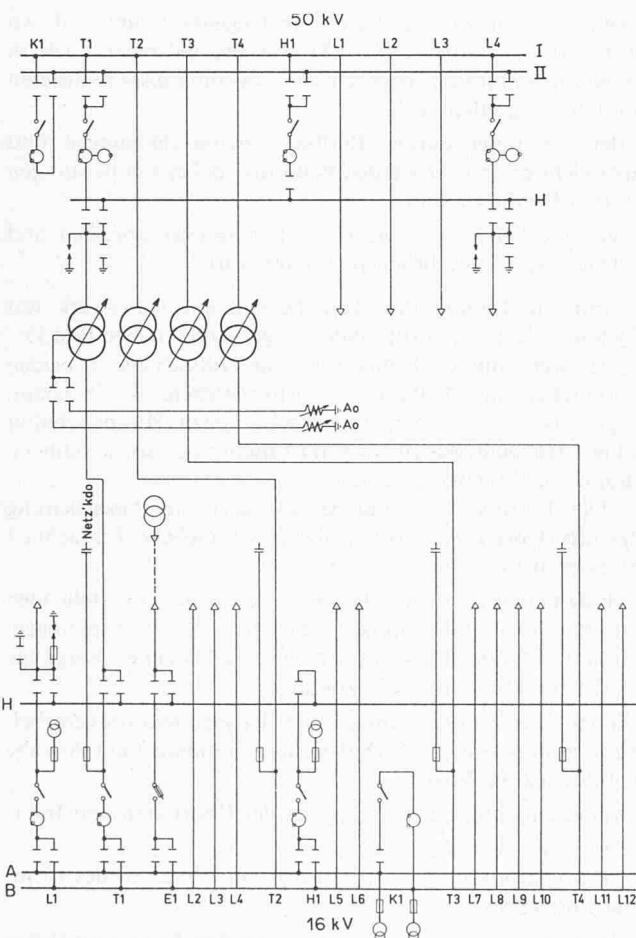 50 kV
K1 T1 T2 T3 T4 H1 L1 L2 L3 L4
I
II
H
Ao
Ao
Netz/kdo
H
A
B
L1 T1 E1 L2 L3 L4 T2 H1 L5 L6 K1 T3 L7 L8 L9 L10 T4 L11 L12
16 kV